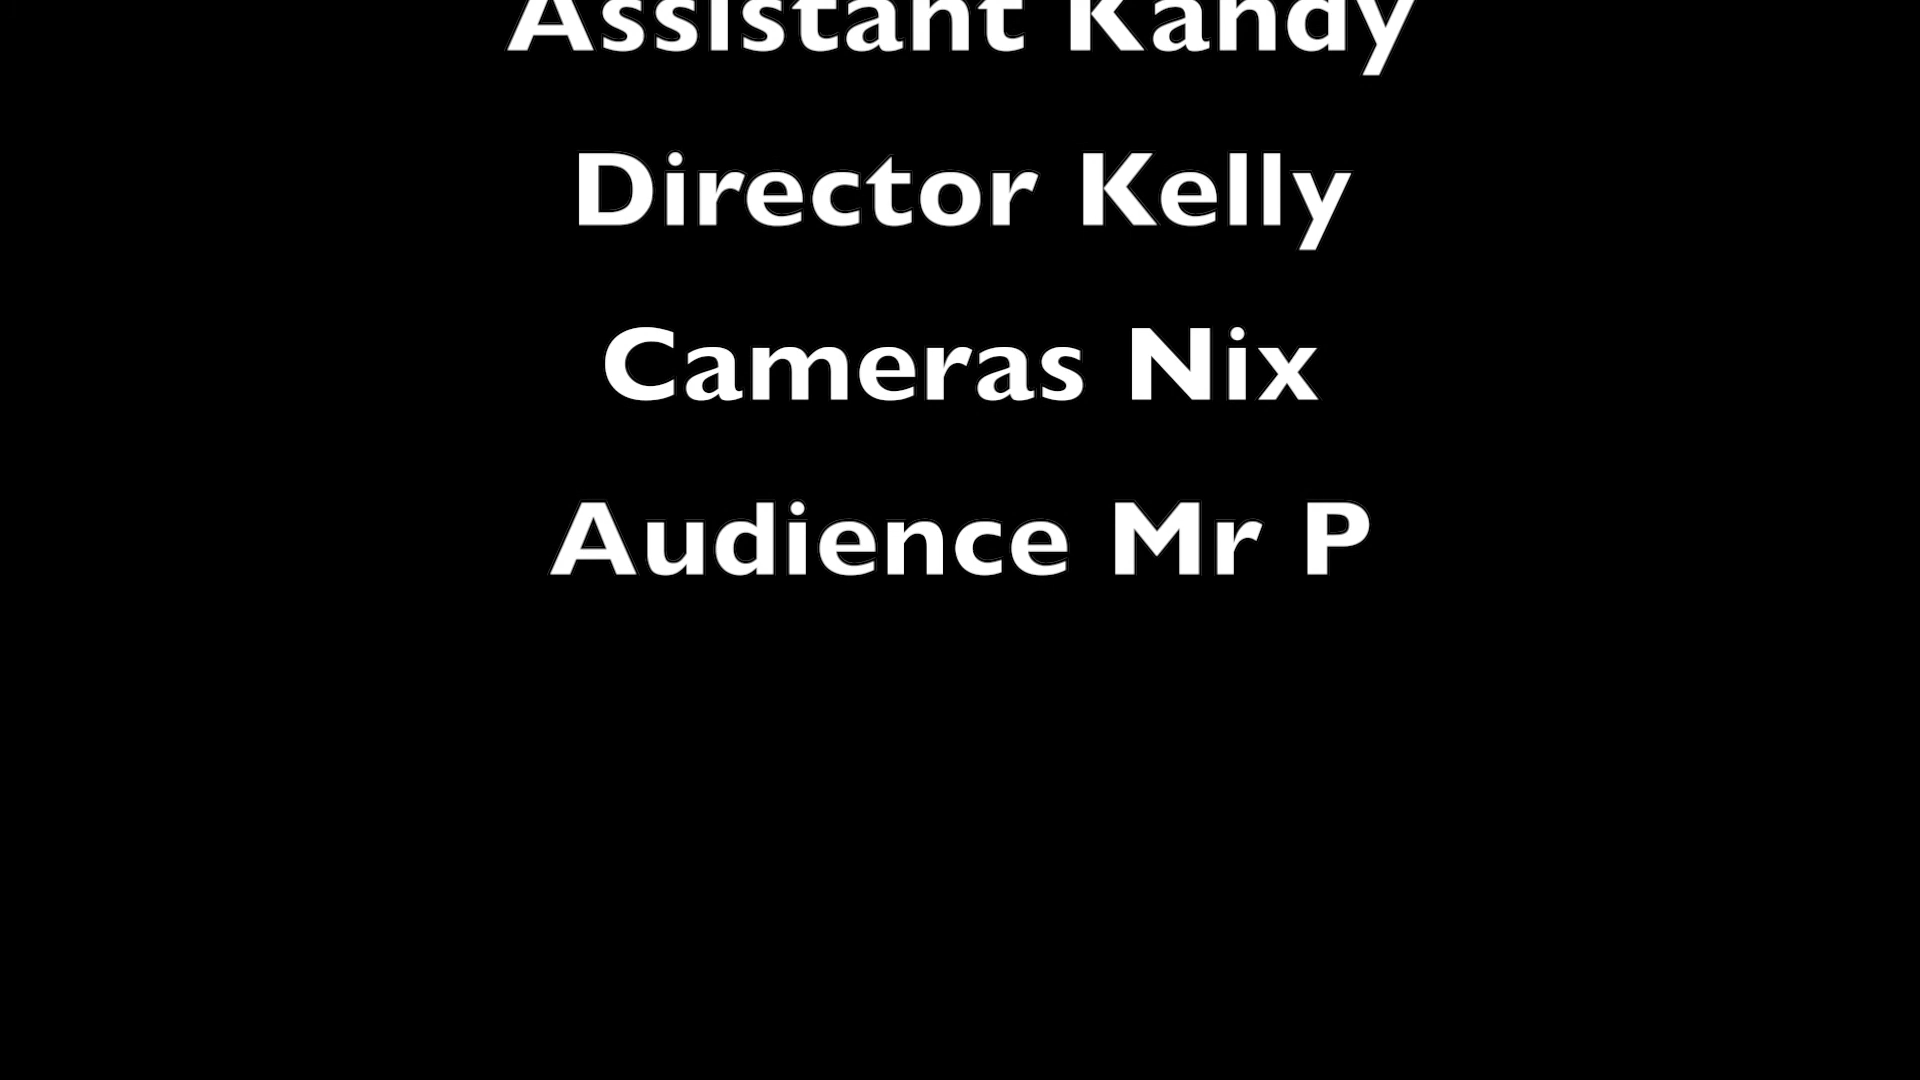 Assistant Kandy
Director Kelly
Cameras Nix
Audience Mr P